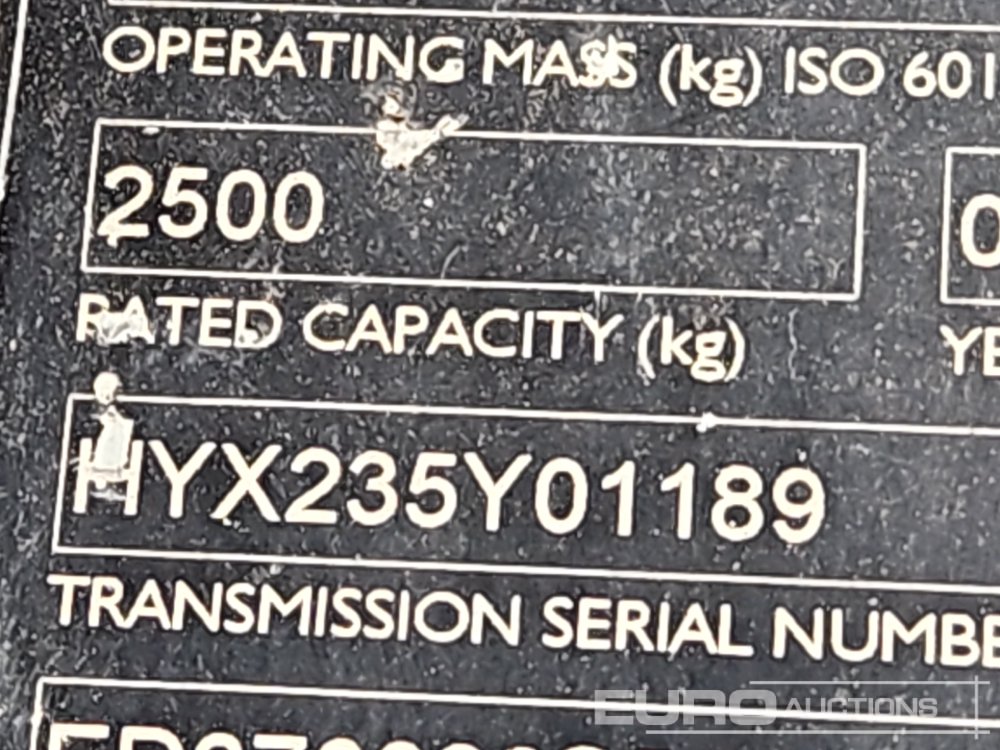 OPERATING MASS (kg) ISO 601
2500
RATED CAPACITY (kg)
HYX235Y01189
TRANSMISSION SERIAL NUMBE
EURO AUCTIONS